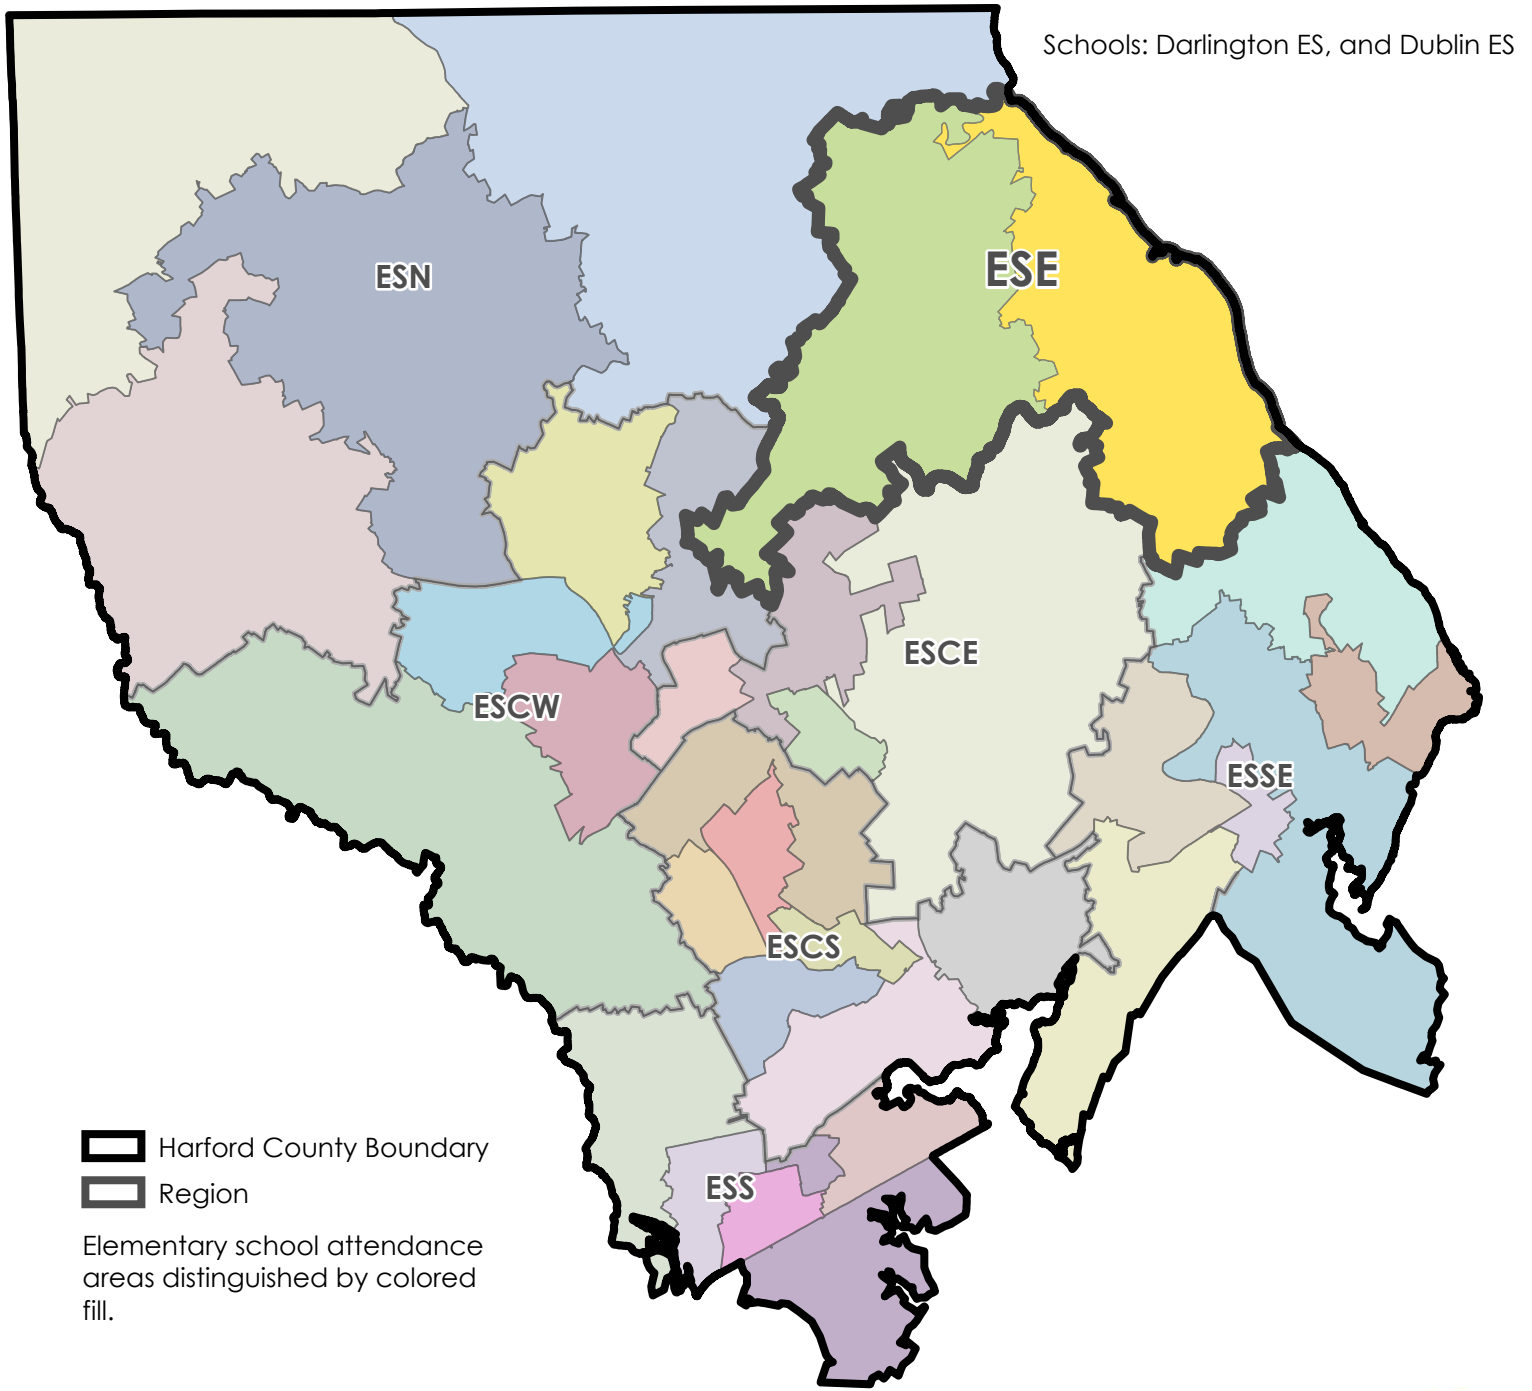 Schools: Darlington ES, and Dublin ES
ESN
ESE
ESCE
ESCW
ESSE
ESCS
ESS
Harford County Boundary
Region
Elementary school attendance
areas distinguished by colored
fill.